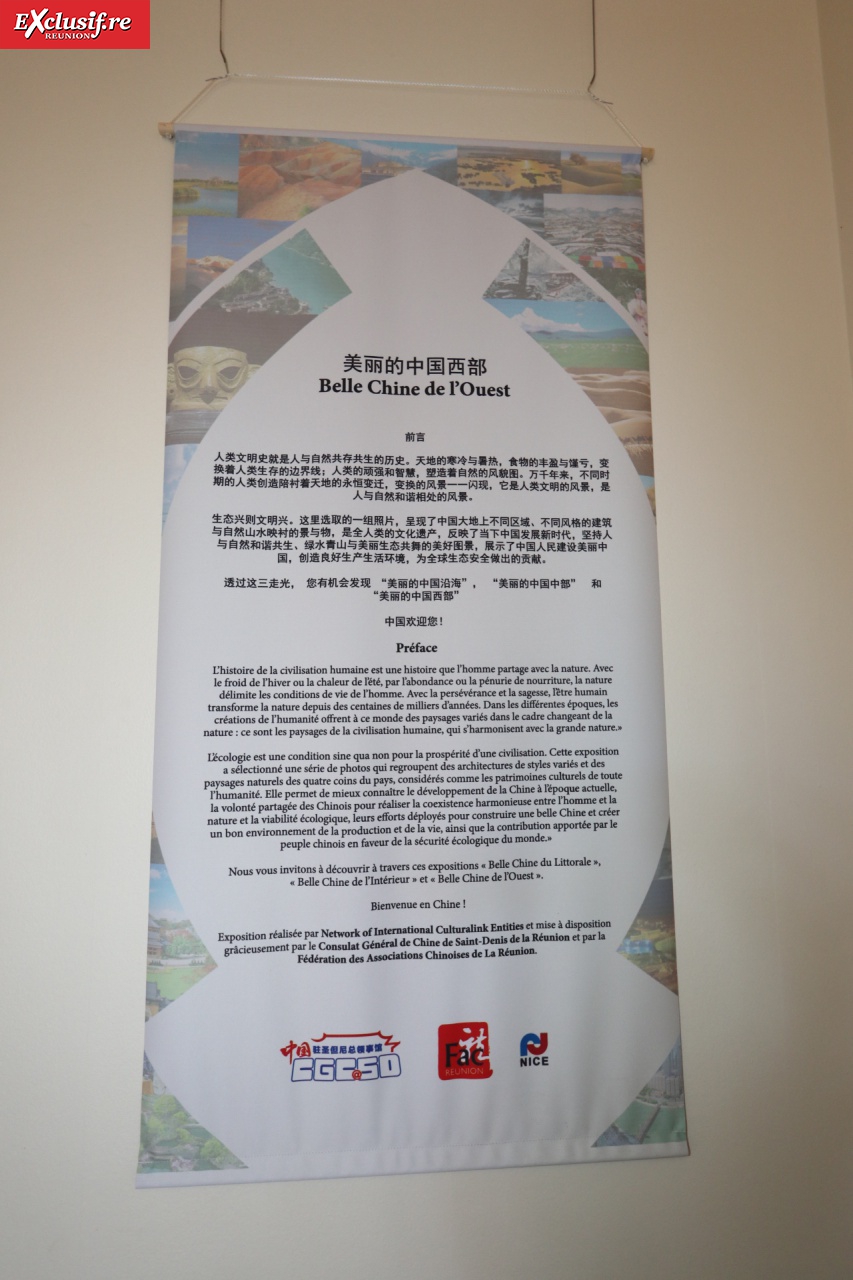 EXclusif.re
REUNION
美丽的中国西部
Belle Chine de l'Ouest
前言
人类文明史就是人与自然共存共生的历史。天地的寒冷与暑热，食物的丰盈与馑亏，变
换着人类生存的边界线；人类的顽强和智慧，塑造着自然的风貌图。万千年来，不同时
期的人类创造陪衬着天地的永恒变迁，变换的风景一一闪现，它是人类文明的风景，是
人与自然和谐相处的风景。
生态兴则文明兴。这里选取的一组照片，呈现了中国大地上不同区域、不同风格的建筑
与自然山水映衬的景与物，是全人类的文化遗产，反映了当下中国发展新时代，坚持人
与自然和谐共生、绿水青山与美丽生态共舞的美好图景，展示了中国人民建设美丽中
国，创造良好生产生活环境，为全球生态安全做出的贡献。
透过这三走光， 您有机会发现 “美丽的中国沿海”， “美丽的中国中部” 和
“美丽的中国西部”
中国欢迎您！
Préface
L'histoire de la civilisation humaine est une histoire que l'homme partage avec la nature. Avec
le froid de l'hiver ou la chaleur de l'été, par l'abondance ou la pénurie de nourriture, la nature
délimite les conditions de vie de l'homme. Avec la persévérance et la sagesse, l'être humain
transforme la nature depuis des centaines de milliers d'années. Dans les différentes époques, les
créations de l'humanité offrent à ce monde des paysages variés dans le cadre changeant de la
nature : ce sont les paysages de la civilisation humaine, qui s'harmonisent avec la grande nature.»
L'écologie est une condition sine qua non pour la prospérité d'une civilisation. Cette exposition
a sélectionné une série de photos qui regroupent des architectures de styles variés et des
paysages naturels des quatre coins du pays, considérés comme les patrimoines culturels de toute
l'humanité. Elle permet de mieux connaître le développement de la Chine à l'époque actuelle,
la volonté partagée des Chinois pour réaliser la coexistence harmonieuse entre l'homme et la
nature et la viabilité écologique, leurs efforts déployés pour construire une belle Chine et créer
un bon environnement de la production et de la vie, ainsi que la contribution apportée par le
peuple chinois en faveur de la sécurité écologique du monde.»
Nous vous invitons à découvrir à travers ces expositions « Belle Chine du Littorale »,
« Belle Chine de l'Intérieur » et « Belle Chine de l'Ouest ».
Bienvenue en Chine !
Exposition réalisée par Network of International Culturalink Entities et mise à disposition
grâcieusement par le Consulat Général de Chine de Saint-Denis de la Réunion et par la
Fédération des Associations Chinoises de La Réunion.
中国驻圣但尼总领事馆
CGC@SD
Fac
REUNION
NICE